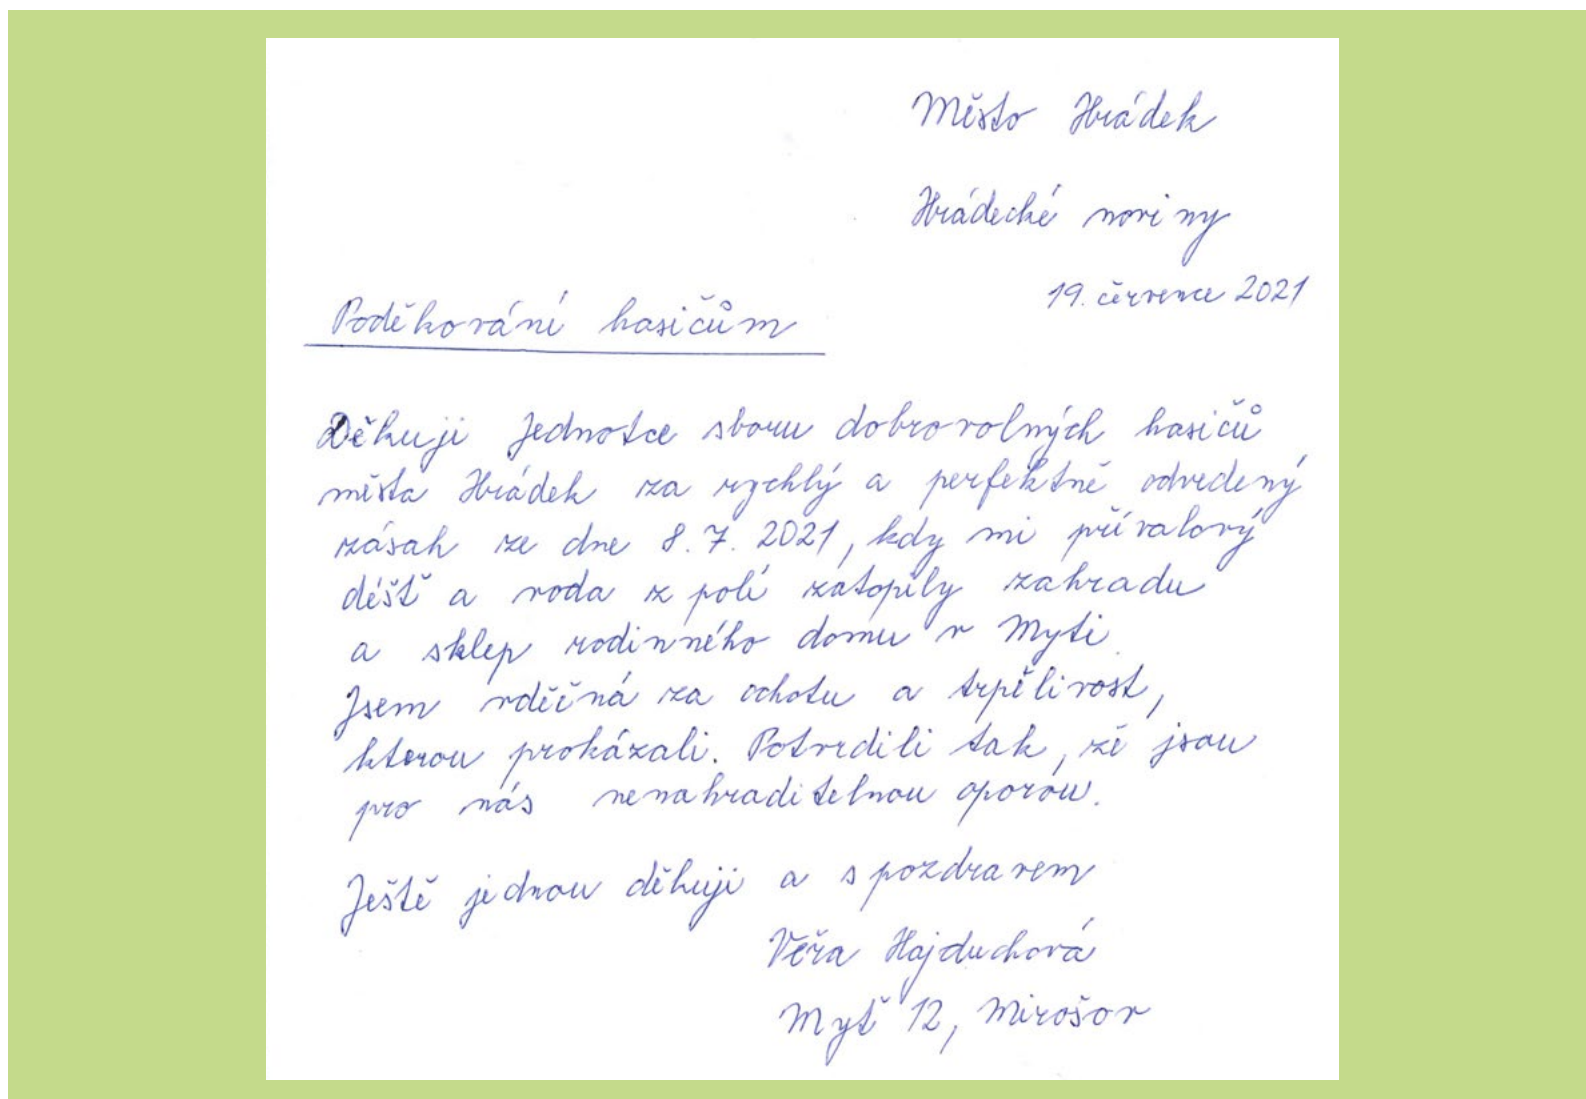 Město Hrádek
Hrádecké noviny
19. července 2021
Poděkování hasičům
Děkuji Jednotce sboru dobrovolných hasičů
města Hrádek za rychlý a perfektně odvedený
zásah ze dne 8.7. 2021, kdy mi přívalový
déšť a voda z polí zatopily zahradu
a sklep rodinného domu v Myti.
Jsem vděčná za ochotu a trpělivost,
kterou prokázali. Potvrdili tak, že jsou
pro nás nenahraditelnou oporou.
Ještě jednou děkuji a s pozdravem
Věra Hajduchová
Myť 12, Mirošov